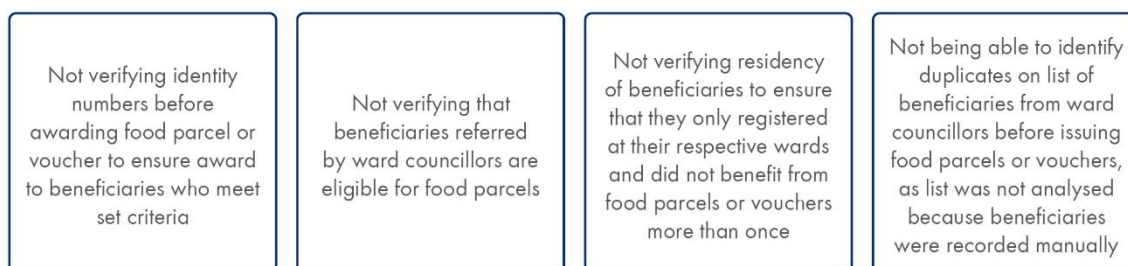 Not verifying identity
numbers before
awarding food parcel or
voucher to ensure award
to beneficiaries who meet
set criteria
Not verifying that
beneficiaries referred
by ward councillors are
eligible for food parcels
Not verifying residency
of beneficiaries to ensure
that they only registered
at their respective wards
and did not benefit from
food parcels or vouchers
more than once
Not being able to identify
duplicates on list of
beneficiaries from ward
councillors before issuing
food parcels or vouchers,
as list was not analysed
because beneficiaries
were recorded manually